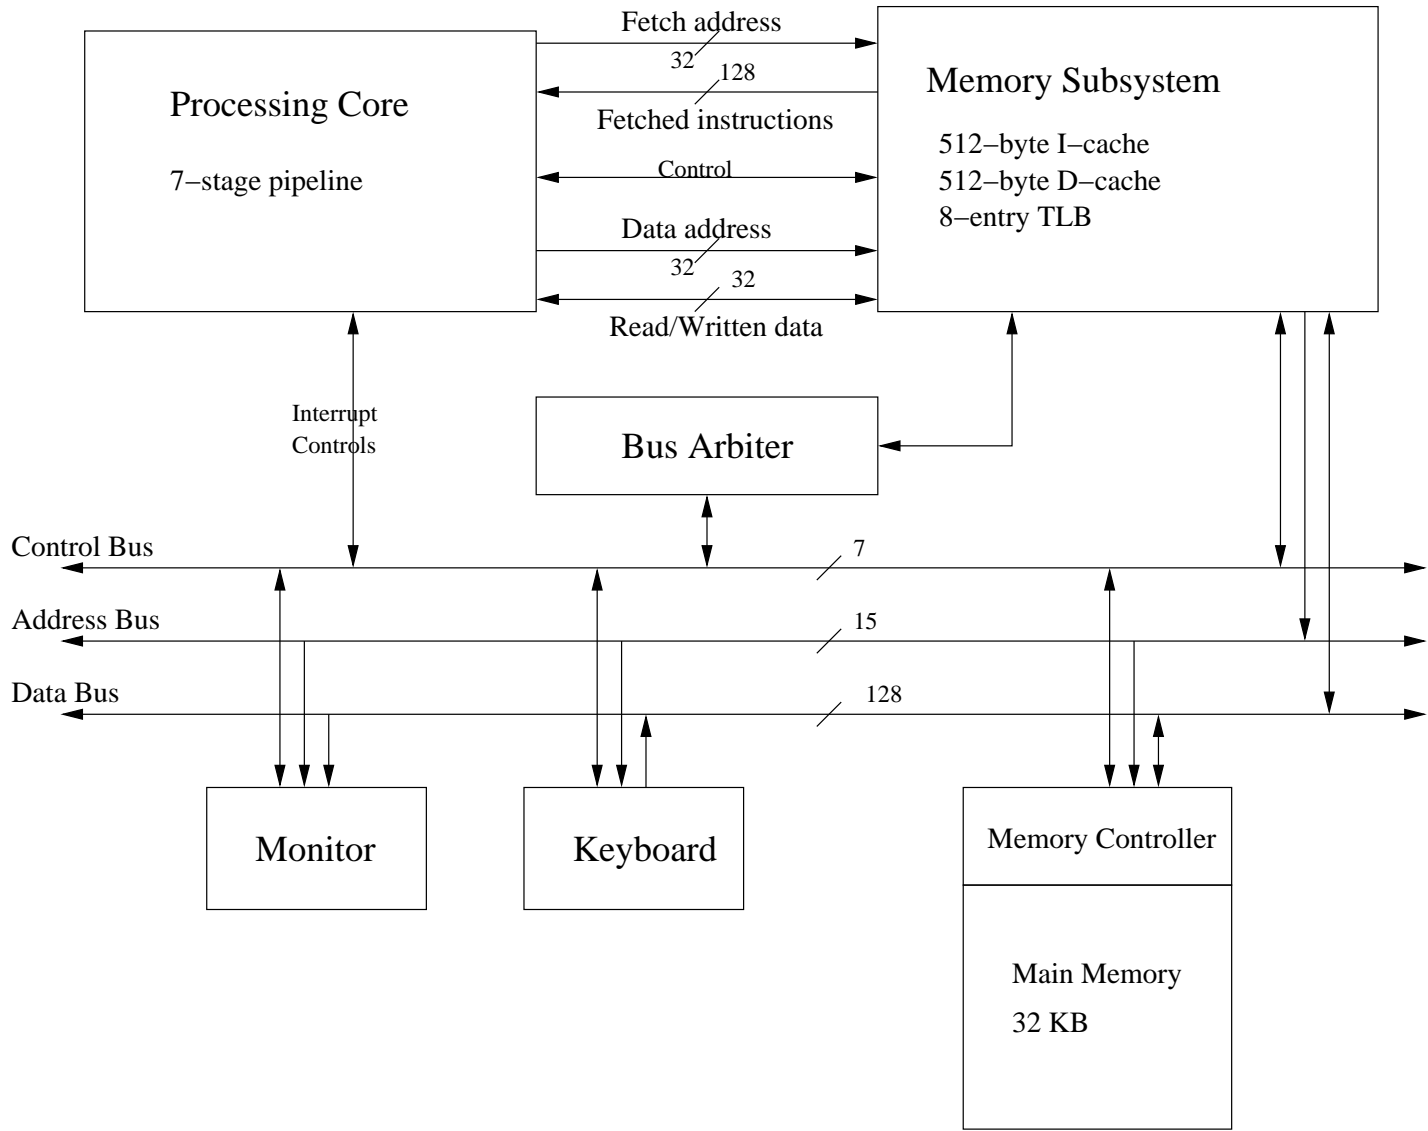 Fetch address
32
128
Fetched instructions
Control
Data address
32
32
Read/Written data
Processing Core
7−stage pipeline
Memory Subsystem
512−byte I−cache
512−byte D−cache
8−entry TLB
Interrupt
Controls
Bus Arbiter
Control Bus
7
Address Bus
15
Data Bus
128
Monitor
Keyboard
Memory Controller
Main Memory
32 KB